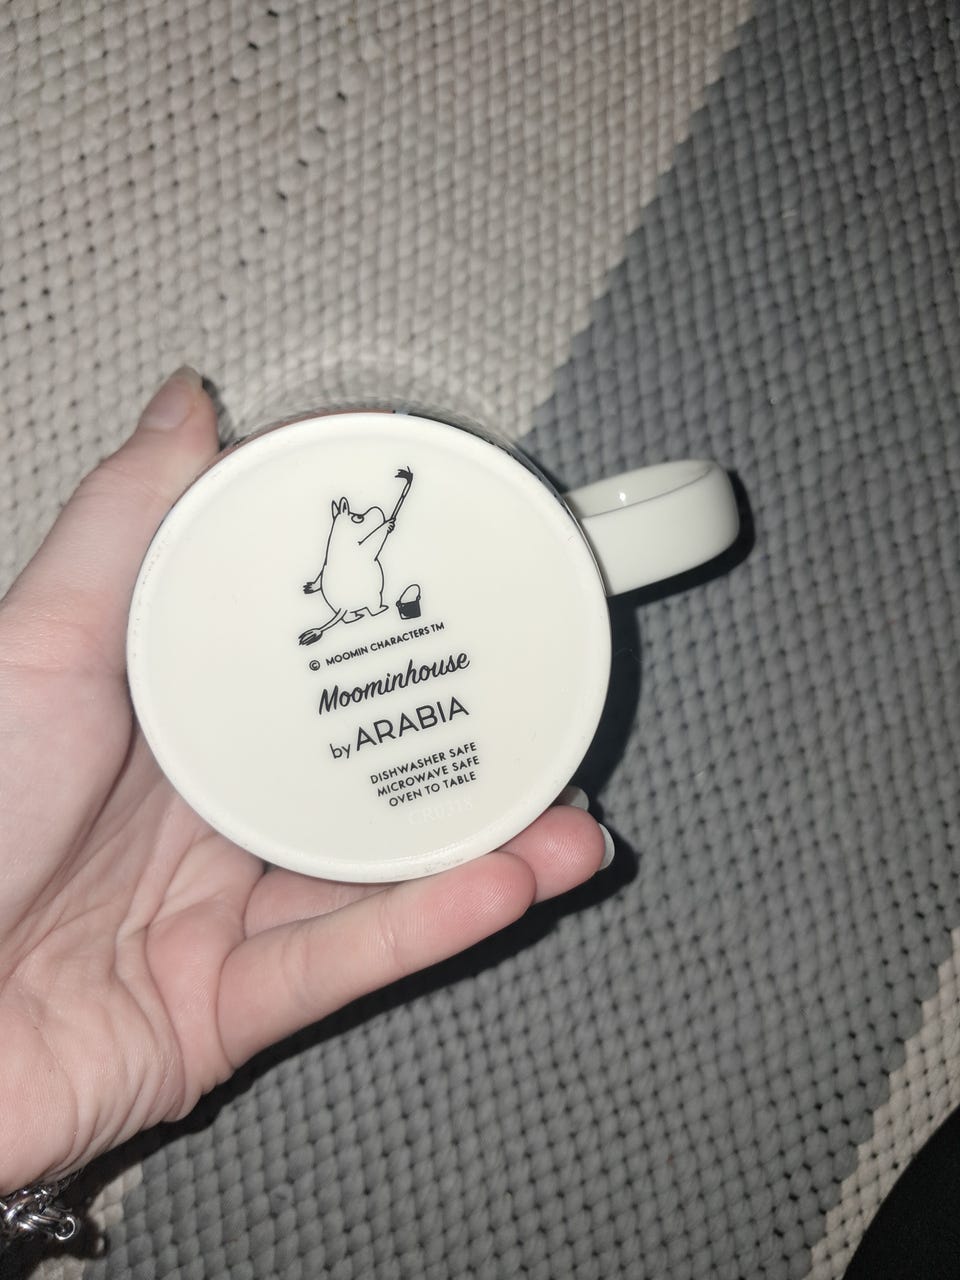 © MOOMIN CHARACTERS TM
Moominhouse
by ARABIA
DISHWASHER SAFE
MICROWAVE SAFE
OVEN TO TABLE